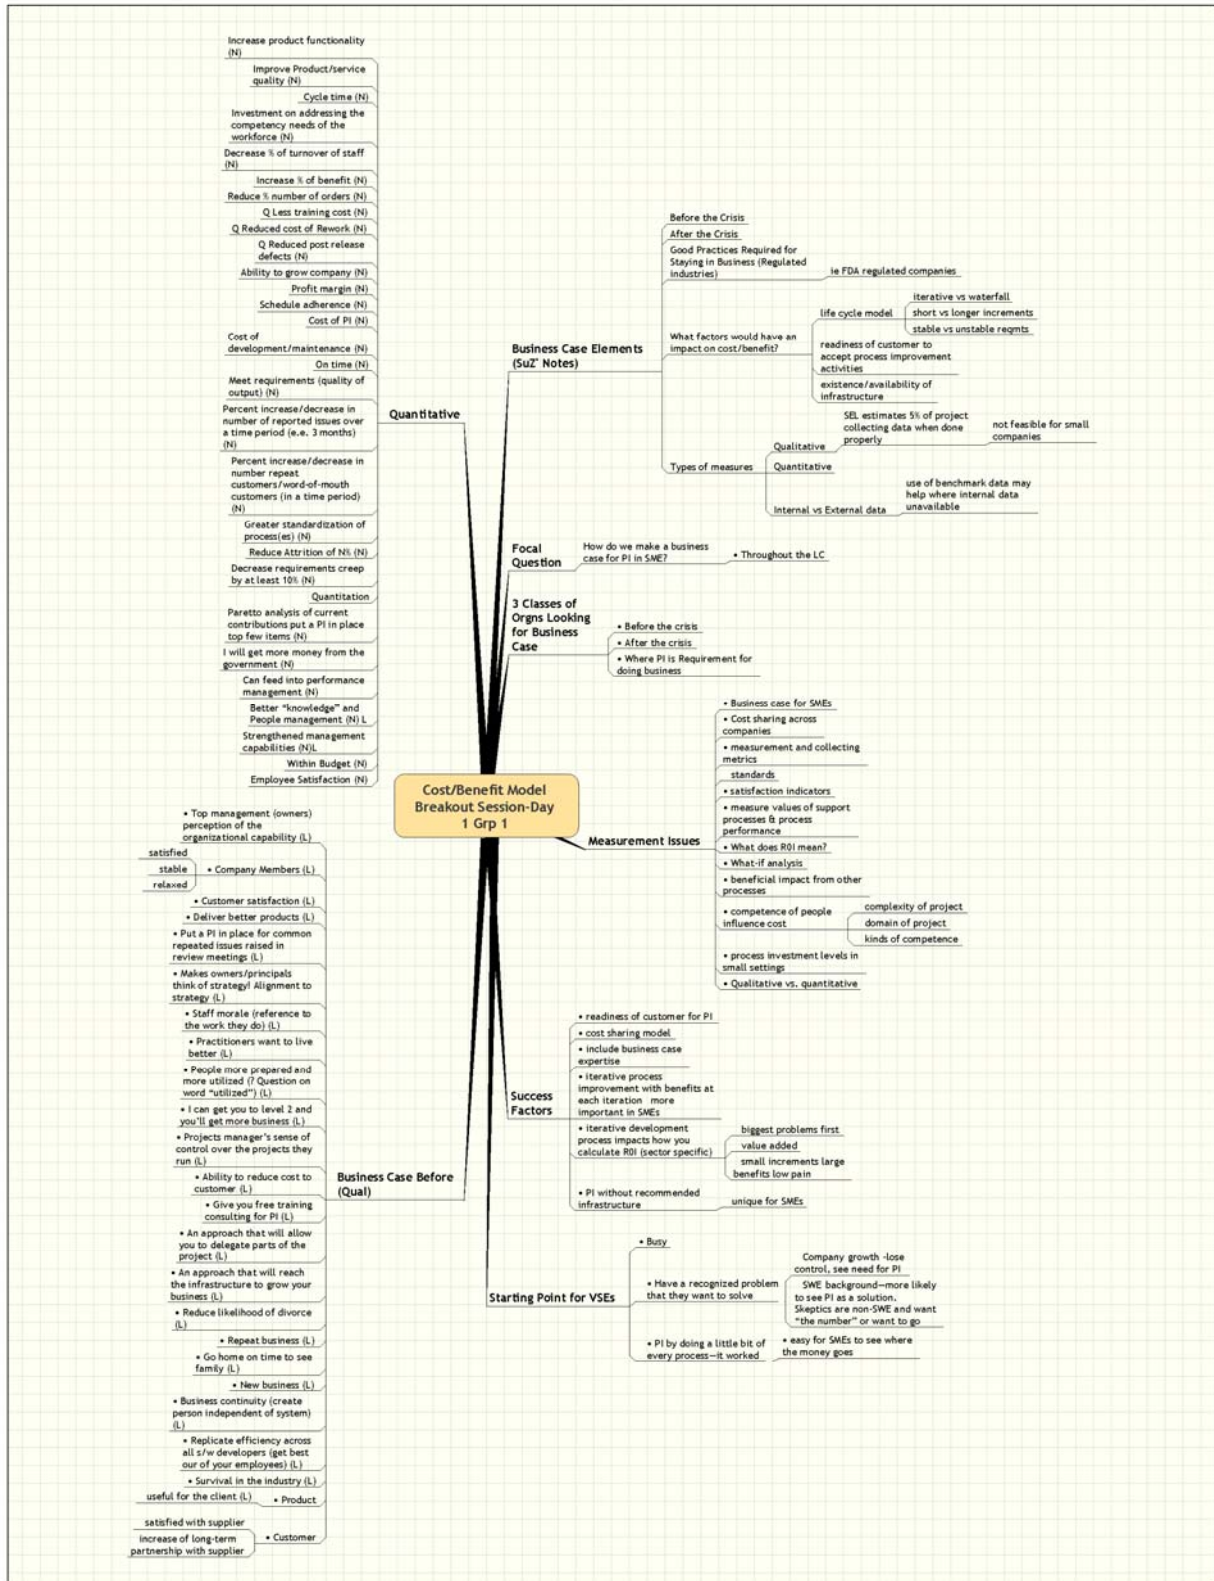 Increase product functionality
(N)
Improve Product/service
quality (N)
Cycle time (N)
Investment on addressing the
competency needs of the
workforce (N)
Decrease % of turnover of staff
(N)
Increase % of benefit (N)
Reduce % number of orders (N)
Q Less training cost (N)
Q Reduced cost of Rework (N)
Q Reduced post release
defects (N)
Ability to grow company (N)
Profit margin (N)
Schedule adherence (N)
Cost of PI (N)
Cost of
development/maintenance (N)
On time (N)
Meet requirements (quality of
output) (N)
Percent increase/decrease in
number of reported issues over
a time period (e.e. 3 months)
(N)
Percent increase/decrease in
number repeat
customers/word-of-mouth
customers (in a time period)
(N)
Greater standardization of
process(es) (N)
Reduce Attrition of N% (N)
Decrease requirements creep
by at least 10% (N)
Quantitation
Paretto analysis of current
contributions put a PI in place
top few items (N)
I will get more money from the
government (N)
Can feed into performance
management (N)
Better “knowledge” and
People management (N) L
Strengthened management
capabilities (N)L
Within Budget (N)
Employee Satisfaction (N)
Quantitative
Business Case Elements
(SuZ' Notes)
Before the Crisis
After the Crisis
Good Practices Required for
Staying in Business (Regulated
industries)
ie FDA regulated companies
What factors would have an
impact on cost/benefit?
life cycle model
iterative vs waterfall
short vs longer increments
stable vs unstable reqmts
readiness of customer to
accept process improvement
activities
existence/availability of
infrastructure
Types of measures
Qualitative
SEL estimates 5% of project
collecting data when done
properly
not feasible for small
companies
Quantitative
Internal vs External data
use of benchmark data may
help where internal data
unavailable
Focal
Question
How do we make a business
case for PI in SME?
• Throughout the LC
3 Classes of
Orgns Looking
for Business
Case
• Before the crisis
• After the crisis
• Where PI is Requirement for
doing business
Cost/Benefit Model
Breakout Session-Day
1 Grp 1
Measurement Issues
• Business case for SMEs
• Cost sharing across
companies
• measurement and collecting
metrics
standards
• satisfaction indicators
• measure values of support
processes & process
performance
• What does ROI mean?
• What-if analysis
• beneficial impact from other
processes
• competence of people
influence cost
complexity of project
domain of project
kinds of competence
• process investment levels in
small settings
• Qualitative vs. quantitative
Success
Factors
• readiness of customer for PI
• cost sharing model
• include business case
expertise
• iterative process
improvement with benefits at
each iteration more
important in SMEs
• iterative development
process impacts how you
calculate ROI (sector specific)
biggest problems first
value added
small increments large
benefits low pain
• PI without recommended
infrastructure
unique for SMEs
Starting Point for VSEs
• Busy
• Have a recognized problem
that they want to solve
Company growth -lose
control, see need for PI
SWE background—more likely
to see PI as a solution.
Skeptics are non-SWE and want
“the number” or want to go
• PI by doing a little bit of
every process—it worked
• easy for SMEs to see where
the money goes
Business Case Before
(Qual)
• Top management (owners)
perception of the
organizational capability (L)
• Company Members (L)
satisfied
stable
relaxed
• Customer satisfaction (L)
• Deliver better products (L)
• Put a PI in place for common
repeated issues raised in
review meetings (L)
• Makes owners/principals
think of strategy! Alignment to
strategy (L)
• Staff morale (reference to
the work they do) (L)
• Practitioners want to live
better (L)
• People more prepared and
more utilized (? Question on
word “utilized”) (L)
• I can get you to level 2 and
you'll get more business (L)
• Projects manager's sense of
control over the projects they
run (L)
• Ability to reduce cost to
customer (L)
• Give you free training
consulting for PI (L)
• An approach that will allow
you to delegate parts of the
project (L)
• An approach that will reach
the infrastructure to grow your
business (L)
• Reduce likelihood of divorce
(L)
• Repeat business (L)
• Go home on time to see
family (L)
• New business (L)
• Business continuity (create
person independent of system)
(L)
• Replicate efficiency across
all s/w developers (get best
our of your employees) (L)
• Survival in the industry (L)
• Product
useful for the client (L)
• Customer
satisfied with supplier
increase of long-term
partnership with supplier